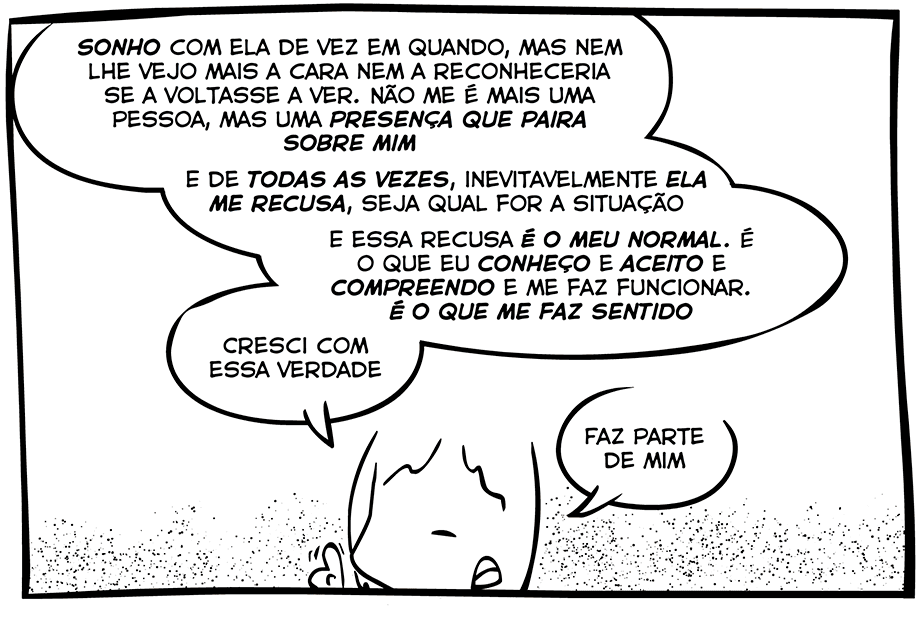 SONHO COM ELA DE VEZ EM QUANDO, MAS NEM
LHE VEJO MAIS A CARA NEM A RECONHECERIA
SE A VOLTASSE A VER. NÃO ME É MAIS UMA
PESSOA, MAS UMA PRESENÇA QUE PAIRA
SOBRE MIM
E DE TODAS AS VEZES, INEVITAVELMENTE ELA
ME RECUSA, SEJA QUAL FOR A SITUAÇÃO
E ESSA RECUSA É O MEU NORMAL. É
O QUE EU CONHEÇO E ACEITO E
COMPREENDO E ME FAZ FUNCIONAR.
É O QUE ME FAZ SENTIDO
CRESCI COM
ESSA VERDADE
FAZ PARTE
DE MIM